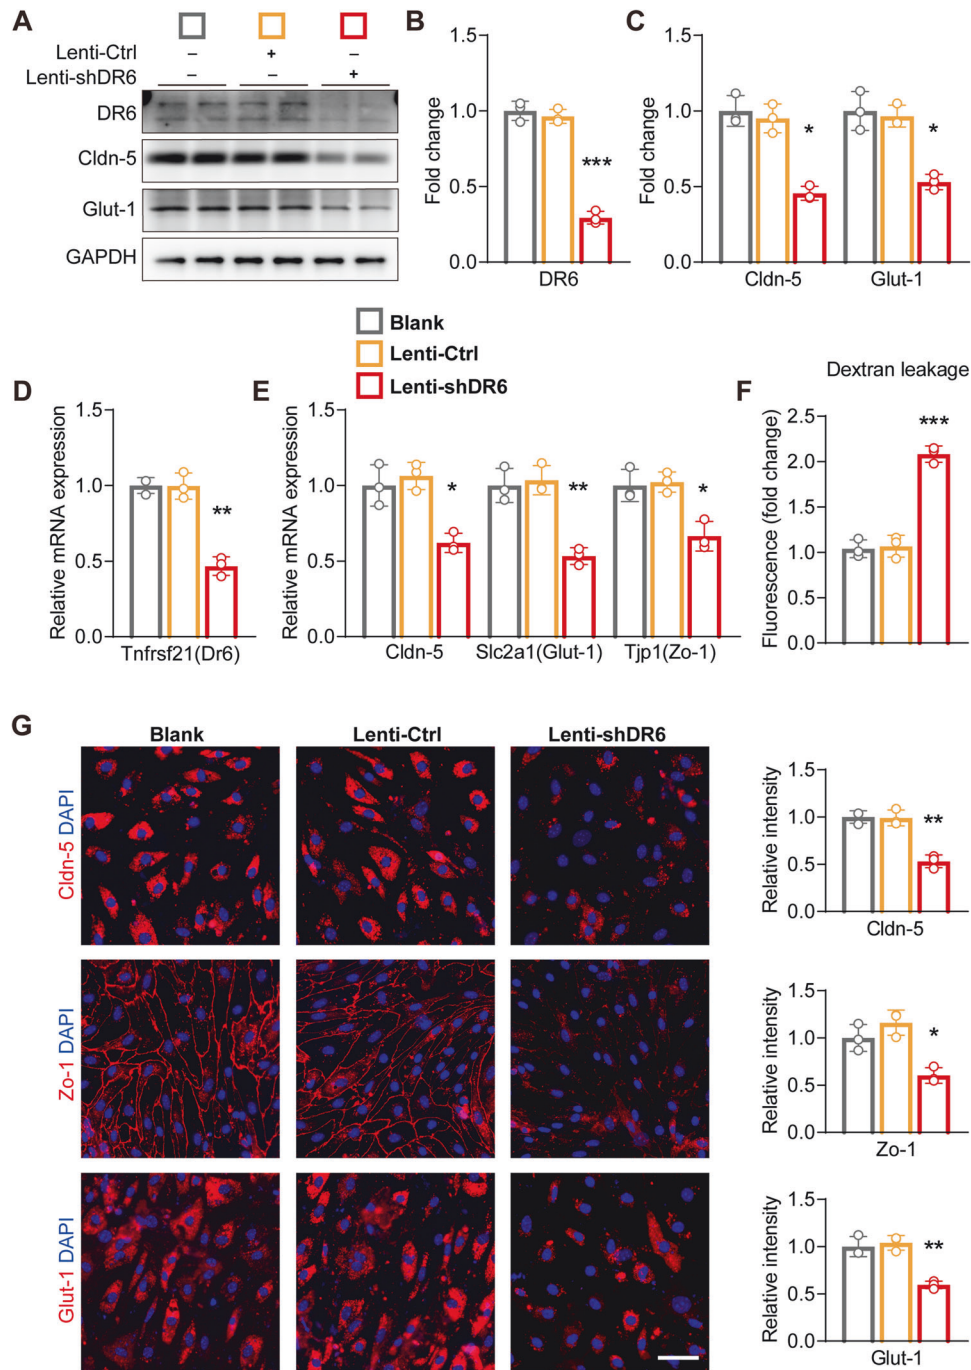 A
Lenti-Ctrl – + –
Lenti-shDR6 – – +
DR6
Cldn-5
Glut-1
GAPDH
B
Fold change
1.5
1.0
0.5
0.0
***
DR6
C
Fold change
1.5
1.0
0.5
0.0
* *
Cldn-5 Glut-1
Blank
Lenti-Ctrl
Lenti-shDR6
D
Relative mRNA expression
1.5
1.0
0.5
0.0
**
Tnfrsf21(Dr6)
E
Relative mRNA expression
1.5
1.0
0.5
0.0
* ** *
Cldn-5 Slc2a1(Glut-1) Tjp1(Zo-1)
F
Dextran leakage
Fluorescence (fold change)
2.5
2.0
1.0
0.5
0.0
***
G
Blank Lenti-Ctrl Lenti-shDR6
Cldn-5 DAPI
Relative intensity
1.5
1.0
0.5
0.0
**
Cldn-5
Zo-1 DAPI
Relative intensity
1.5
1.0
0.5
0.0
*
Zo-1
Glut-1 DAPI
Relative intensity
1.5
1.0
0.5
0.0
**
Glut-1